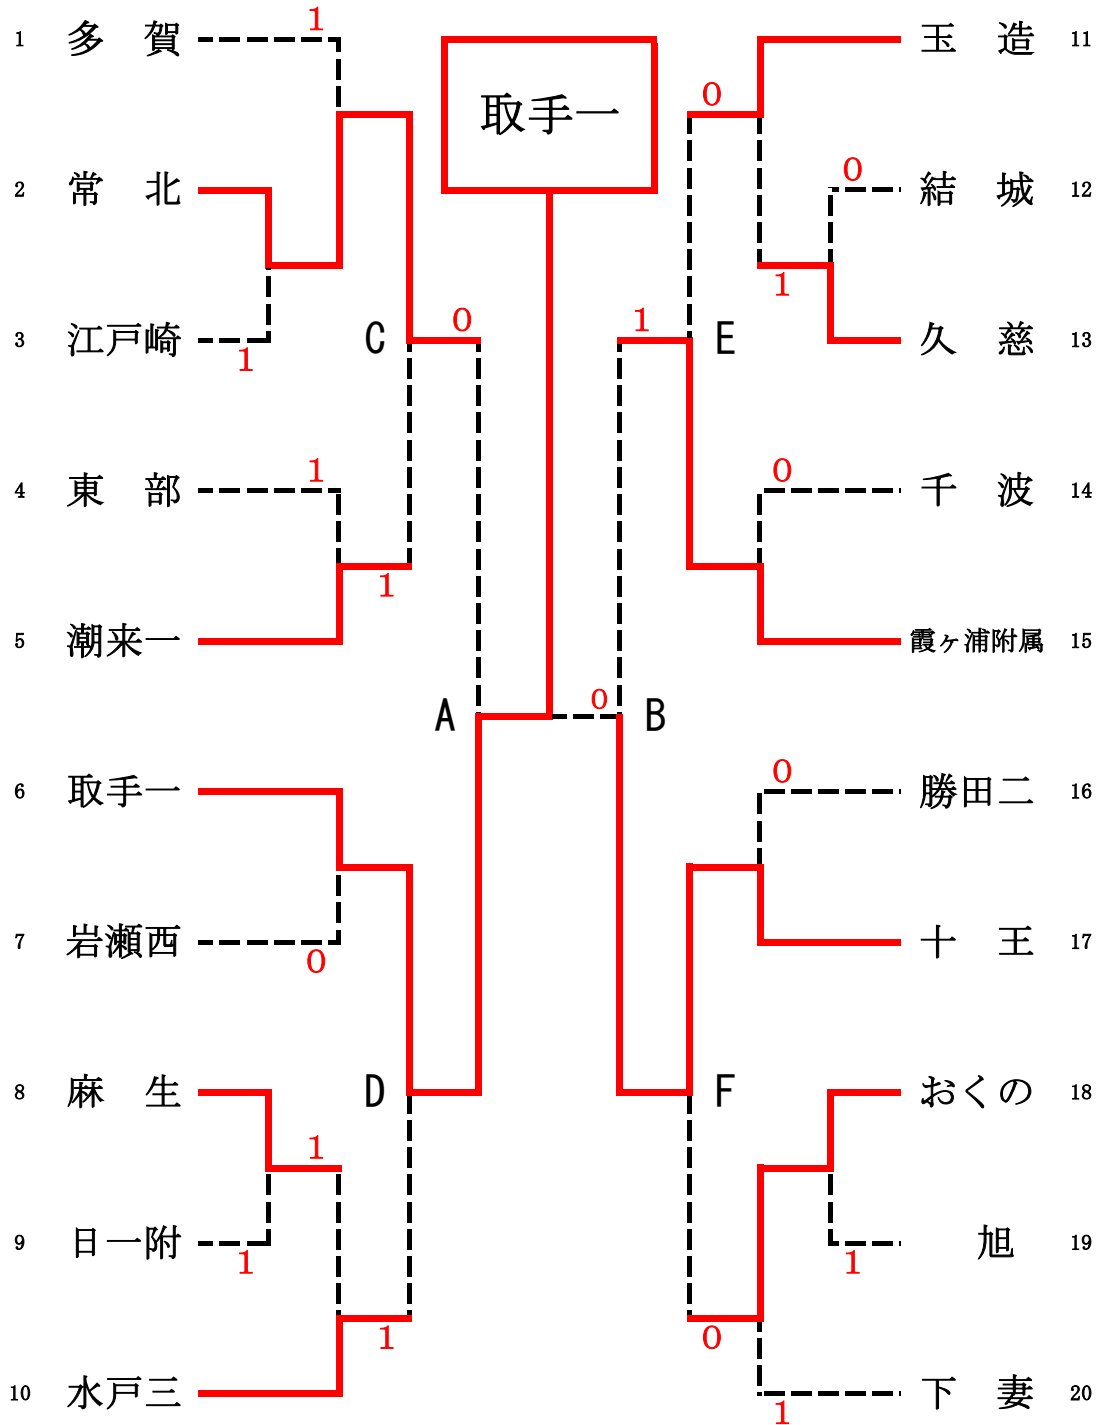 1 多 賀 1 取手一 玉 造 11
0
2 常 北 0 結 城 12
1
3 江戸崎 1 C 0 1 E 久 慈 13
4 東 部 1 0 千 波 14
1
5 潮来一 霞ヶ浦附属 15
A 0 B
6 取手一 0 勝田二 16
7 岩瀬西 0 十 王 17
8 麻 生 D F おくの 18
1
9 日一附 1 旭 19
1
1 0
10 水戸三 下 妻 20
1